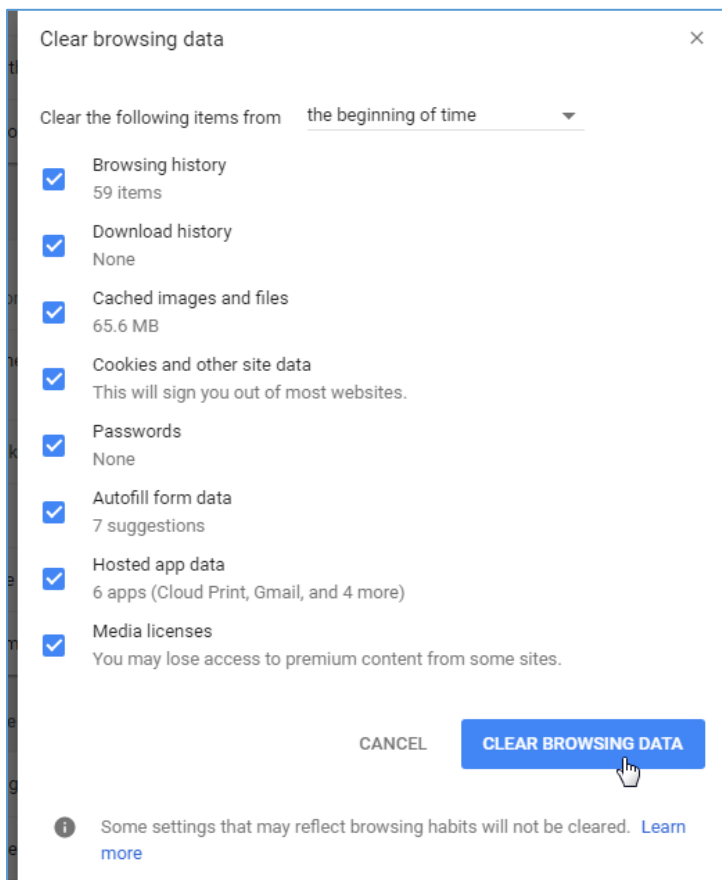 Clear browsing data
Clear the following items from the beginning of time
Browsing history
59 items
Download history
None
Cached images and files
65.6 MB
Cookies and other site data
This will sign you out of most websites.
Passwords
None
Autofill form data
7 suggestions
Hosted app data
6 apps (Cloud Print, Gmail, and 4 more)
Media licenses
You may lose access to premium content from some sites.
CANCEL CLEAR BROWSING DATA
Some settings that may reflect browsing habits will not be cleared. Learn
more